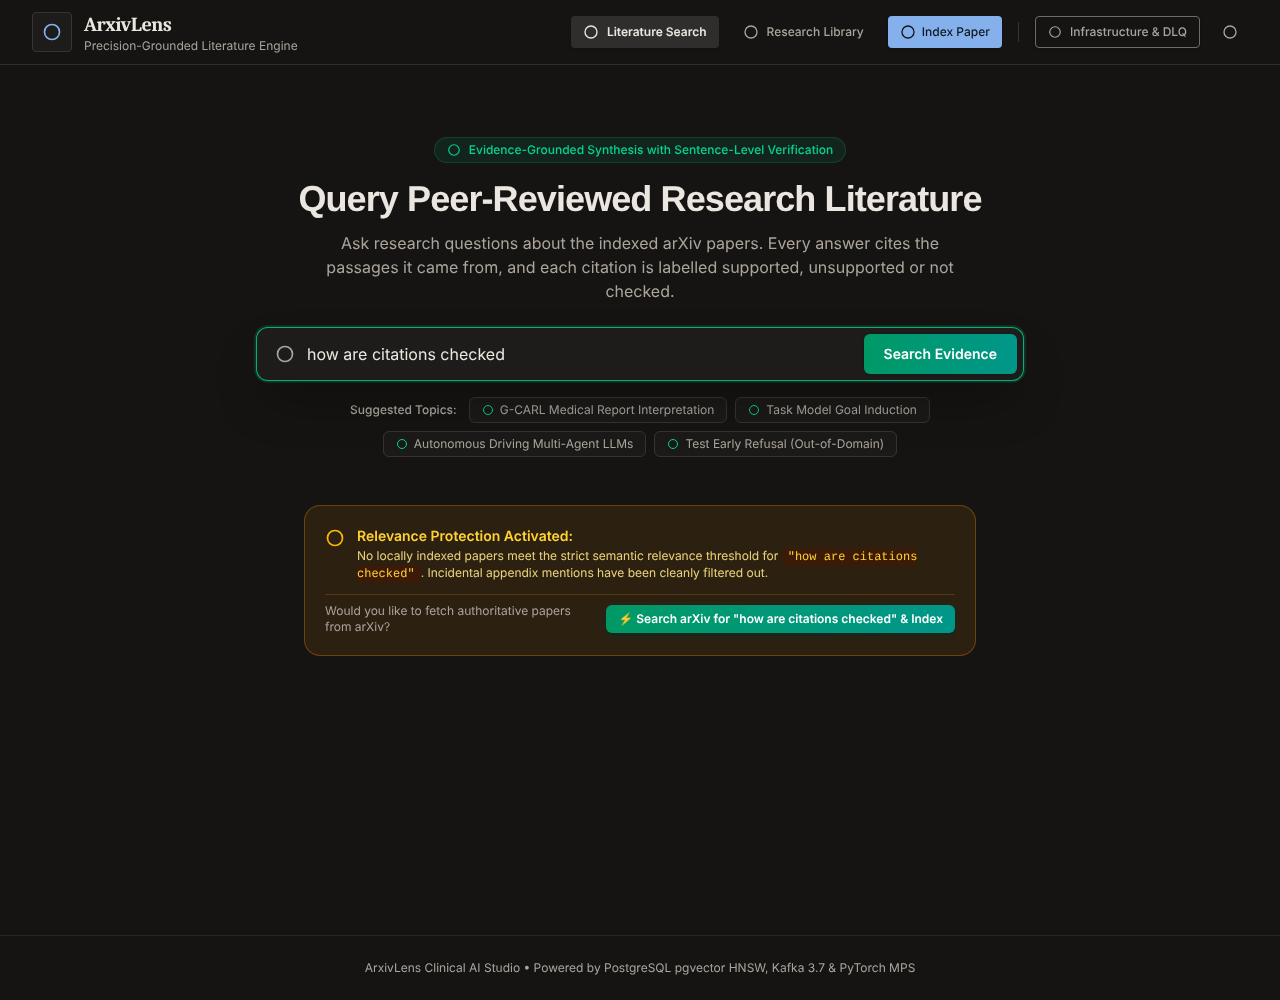 ArxivLens
Precision-Grounded Literature Engine
Literature Search
Research Library
Index Paper
Infrastructure & DLQ
Evidence-Grounded Synthesis with Sentence-Level Verification
Query Peer-Reviewed Research Literature
Ask research questions about the indexed arXiv papers. Every answer cites the
passages it came from, and each citation is labelled supported, unsupported or not
checked.
how are citations checked
Search Evidence
Suggested Topics:
G-CARL Medical Report Interpretation
Task Model Goal Induction
Autonomous Driving Multi-Agent LLMs
Test Early Refusal (Out-of-Domain)
Relevance Protection Activated:
No locally indexed papers meet the strict semantic relevance threshold for "how are citations
checked" . Incidental appendix mentions have been cleanly filtered out.
Would you like to fetch authoritative papers
from arXiv?
⚡ Search arXiv for "how are citations checked" & Index
ArxivLens Clinical AI Studio • Powered by PostgreSQL pgvector HNSW, Kafka 3.7 & PyTorch MPS